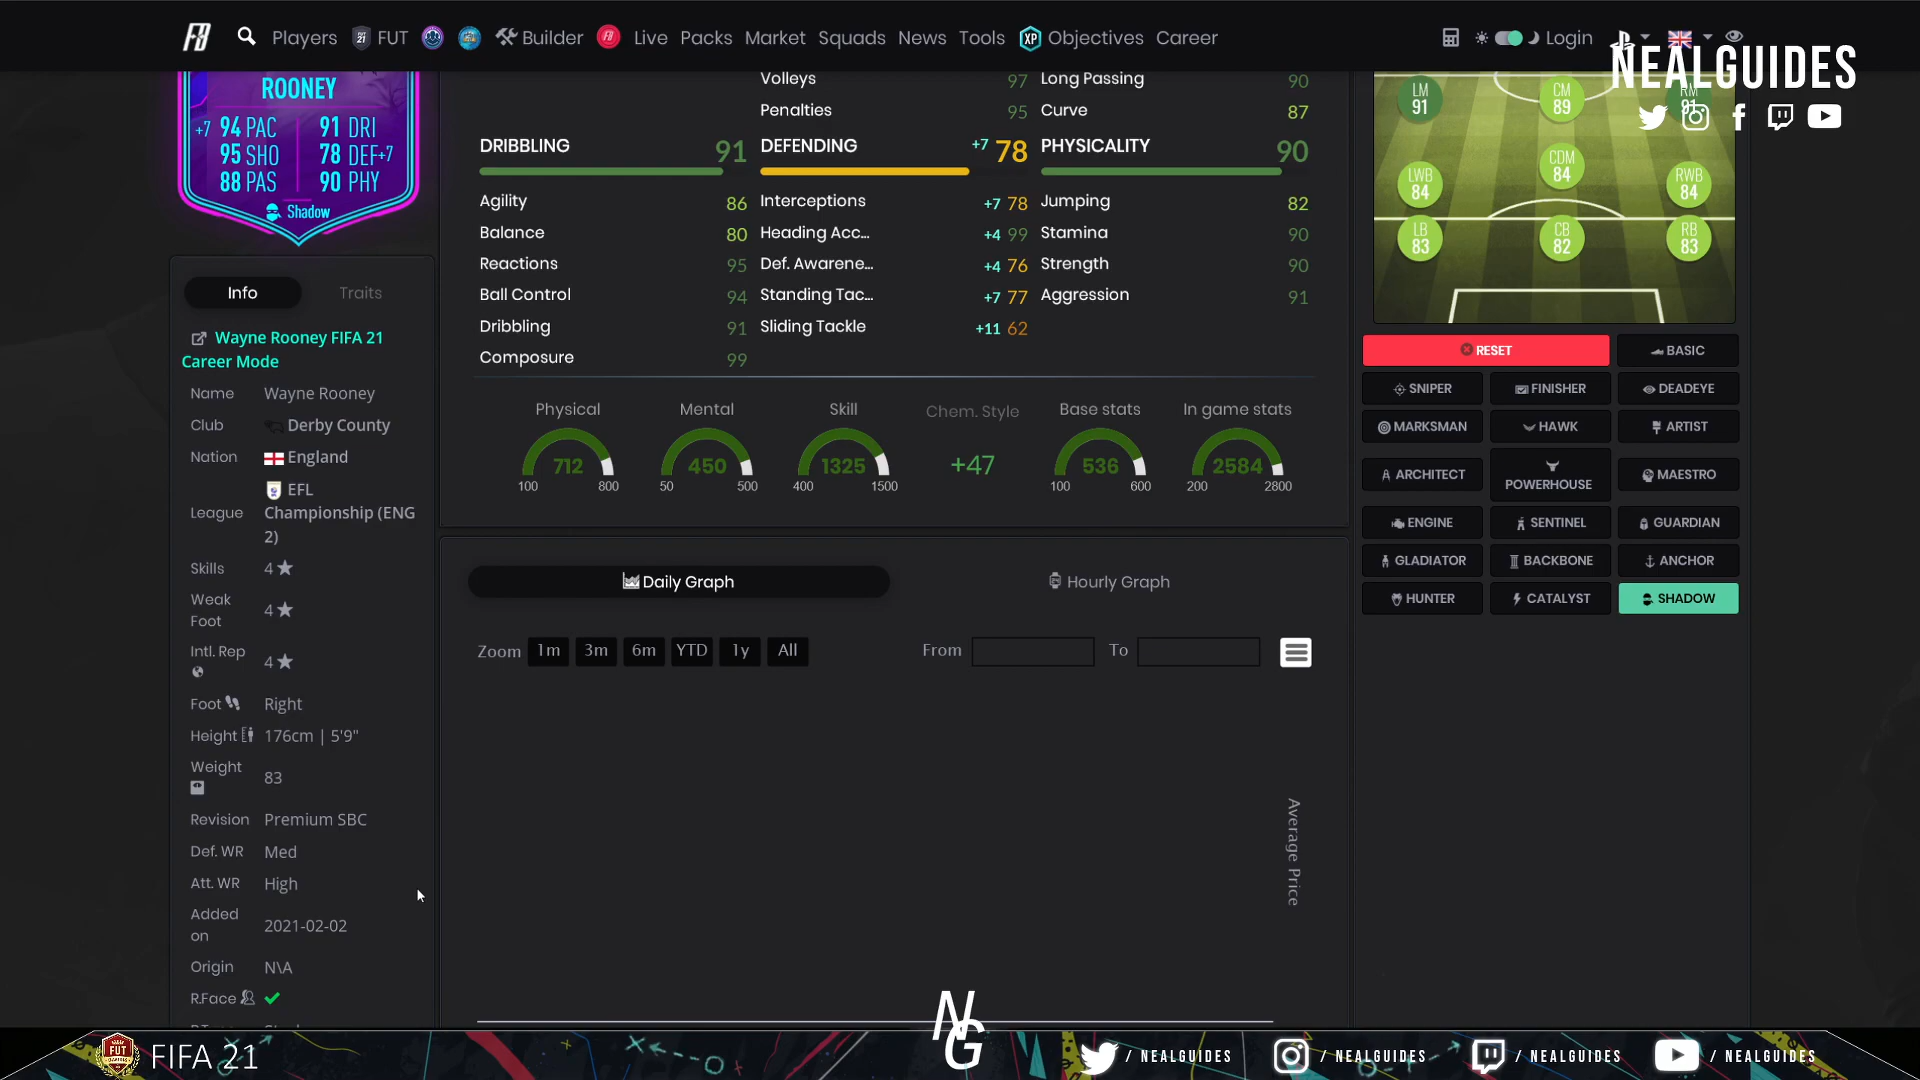 Players FUT Builder Live Packs Market Squads News Tools Objectives Career Login
NEALGUIDES
ROONEY
+7 94 PAC 91 DRI
95 SHO 78 DEF+7
88 PAS 90 PHY
Shadow
Volleys 97 Long Passing 90
Penalties 95 Curve 87
DRIBBLING 91 DEFENDING +7 78 PHYSICALITY 90
Agility 86 Interceptions +7 78 Jumping 82
Balance 80 Heading Acc... +4 99 Stamina 90
Reactions 95 Def. Awarene... +4 76 Strength 90
Ball Control 94 Standing Tac... +7 77 Aggression 91
Dribbling 91 Sliding Tackle +11 62
Composure 99
Physical Mental Skill Chem. Style Base stats In game stats
712 450 1325 +47 536 2584
100 800 50 500 400 1500 100 600 200 2800
Daily Graph Hourly Graph
Zoom 1m 3m 6m YTD 1y All From To
Average Price
Info Traits
Wayne Rooney FIFA 21
Career Mode
Name Wayne Rooney
Club Derby County
Nation England
League EFL
Championship (ENG
2)
Skills 4
Weak
Foot 4
Intl. Rep 4
Foot Right
Height 176cm | 5'9"
Weight 83
Revision Premium SBC
Def. WR Med
Att. WR High
Added
on 2021-02-02
Origin N\A
R.Face
LM CM RM
91 89 91
CDM
84
LWB RWB
84 84
LB CB RB
83 82 83
RESET BASIC
SNIPER FINISHER DEADEYE
MARKSMAN HAWK ARTIST
ARCHITECT POWERHOUSE MAESTRO
ENGINE SENTINEL GUARDIAN
GLADIATOR BACKBONE ANCHOR
HUNTER CATALYST SHADOW
NG
FUT FIFA 21 / NEALGUIDES / NEALGUIDES / NEALGUIDES / NEALGUIDES